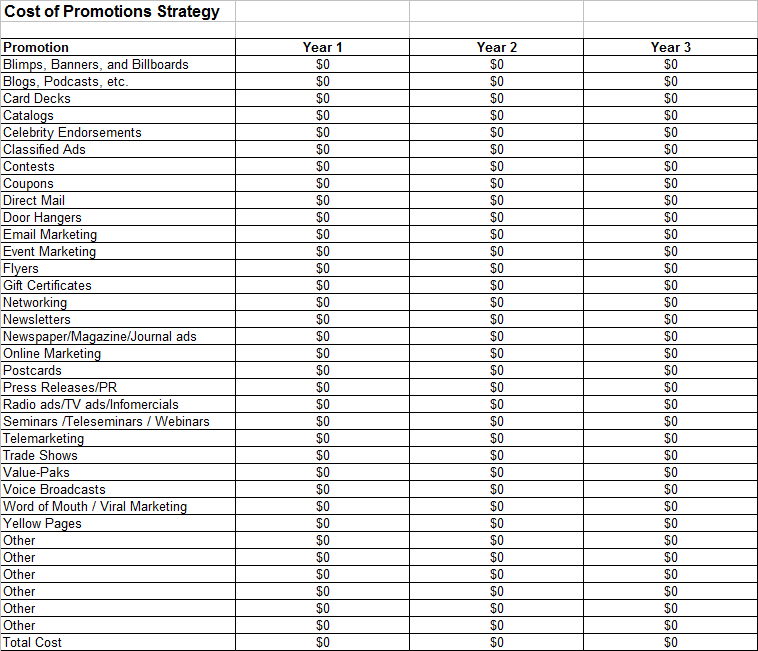 Cost of Promotions Strategy
Promotion Year 1 Year 2 Year 3
Blimps, Banners, and Billboards $0 $0 $0
Blogs, Podcasts, etc. $0 $0 $0
Card Decks $0 $0 $0
Catalogs $0 $0 $0
Celebrity Endorsements $0 $0 $0
Classified Ads $0 $0 $0
Contests $0 $0 $0
Coupons $0 $0 $0
Direct Mail $0 $0 $0
Door Hangers $0 $0 $0
Email Marketing $0 $0 $0
Event Marketing $0 $0 $0
Flyers $0 $0 $0
Gift Certificates $0 $0 $0
Networking $0 $0 $0
Newsletters $0 $0 $0
Newspaper/Magazine/Journal ads $0 $0 $0
Online Marketing $0 $0 $0
Postcards $0 $0 $0
Press Releases/PR $0 $0 $0
Radio ads/TV ads/Infomercials $0 $0 $0
Seminars /Teleseminars / Webinars $0 $0 $0
Telemarketing $0 $0 $0
Trade Shows $0 $0 $0
Value-Paks $0 $0 $0
Voice Broadcasts $0 $0 $0
Word of Mouth / Viral Marketing $0 $0 $0
Yellow Pages $0 $0 $0
Other $0 $0 $0
Other $0 $0 $0
Other $0 $0 $0
Other $0 $0 $0
Other $0 $0 $0
Other $0 $0 $0
Total Cost $0 $0 $0